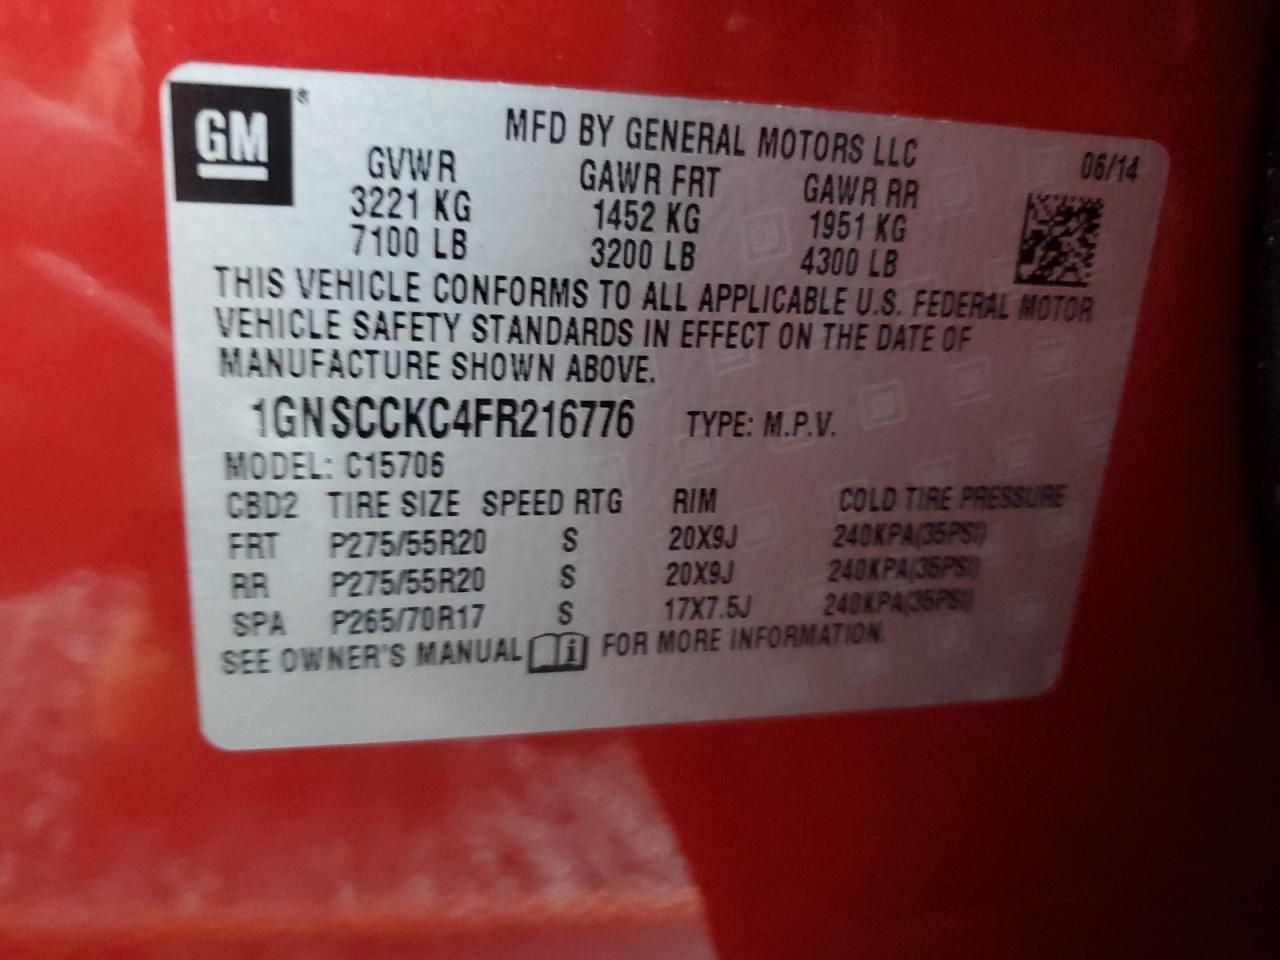 GM®
MFD BY GENERAL MOTORS LLC
06/14
GVWR GAWR FRT GAWR RR
3221 KG 1452 KG 1951 KG
7100 LB 3200 LB 4300 LB
THIS VEHICLE CONFORMS TO ALL APPLICABLE U.S. FEDERAL MOTOR
VEHICLE SAFETY STANDARDS IN EFFECT ON THE DATE OF
MANUFACTURE SHOWN ABOVE.
1GNSCCKC4FR216776 TYPE: M.P.V.
MODEL: C15706
CBD2 TIRE SIZE SPEED RTG RIM COLD TIRE PRESSURE
FRT P275/55R20 S 20X9J 240KPA(35PSI)
RR P275/55R20 S 20X9J 240KPA(35PSI)
SPA P265/70R17 S 17X7.5J 240KPA(35PSI)
SEE OWNER'S MANUAL i FOR MORE INFORMATION.